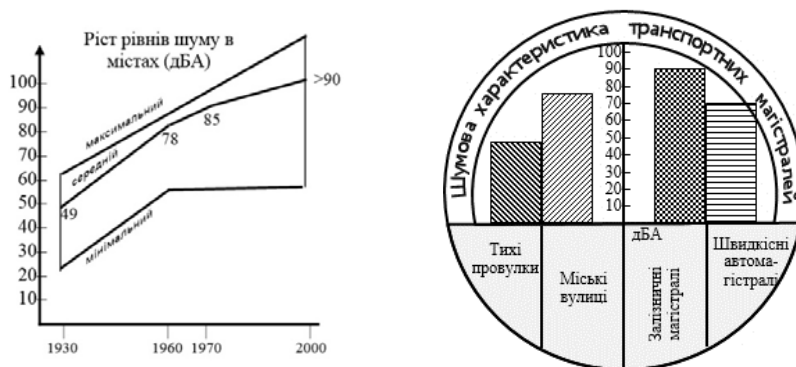 Ріст рівнів шуму в
містах (дБА)
100
90
80
70
60
50
40
30
20
10
максимальний
середній
мінімальний
49
78
85
>90
1930
1960
1970
2000
Шумова характеристика транспортних магістралей
100
90
80
70
60
50
40
30
20
10
дБА
Тихі
провулки
Міські
вулиці
Залізничні
магістралі
Швидкісні
автома-
гістралі